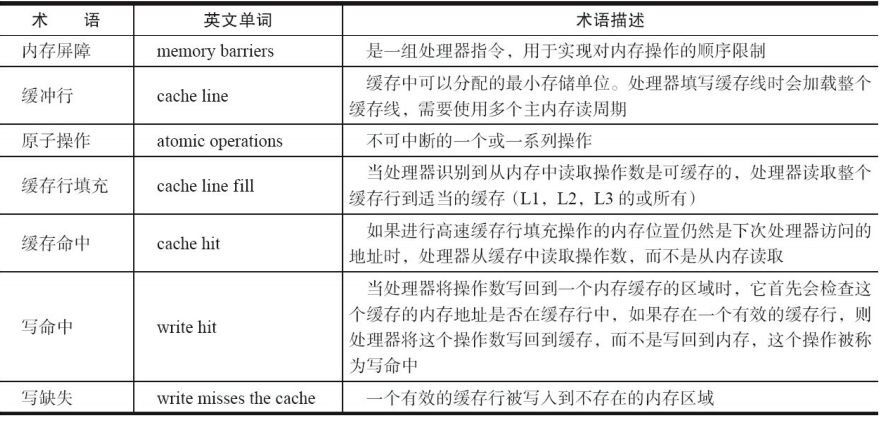 术 语 英文单词 术语描述
内存屏障 memory barriers 是一组处理器指令，用于实现对内存操作的顺序限制
缓冲行 cache line 缓存中可以分配的最小存储单位。处理器填写缓存线时会加载整个
缓存线，需要使用多个主内存读周期
原子操作 atomic operations 不可中断的一个或一系列操作
缓存行填充 cache line fill 当处理器识别到从内存中读取操作数是可缓存的，处理器读取整个
缓存行到适当的缓存（L1，L2，L3 的或所有）
缓存命中 cache hit 如果进行高速缓存行填充操作的内存位置仍然是下次处理器访问的
地址时，处理器从缓存中读取操作数，而不是从内存读取
写命中 write hit 当处理器将操作数写回到一个内存缓存的区域时，它首先会检查这
个缓存的内存地址是否在缓存行中，如果存在一个有效的缓存行，则
处理器将这个操作数写回到缓存，而不是写回到内存，这个操作被称
为写命中
写缺失 write misses the cache 一个有效的缓存行被写入到不存在的内存区域